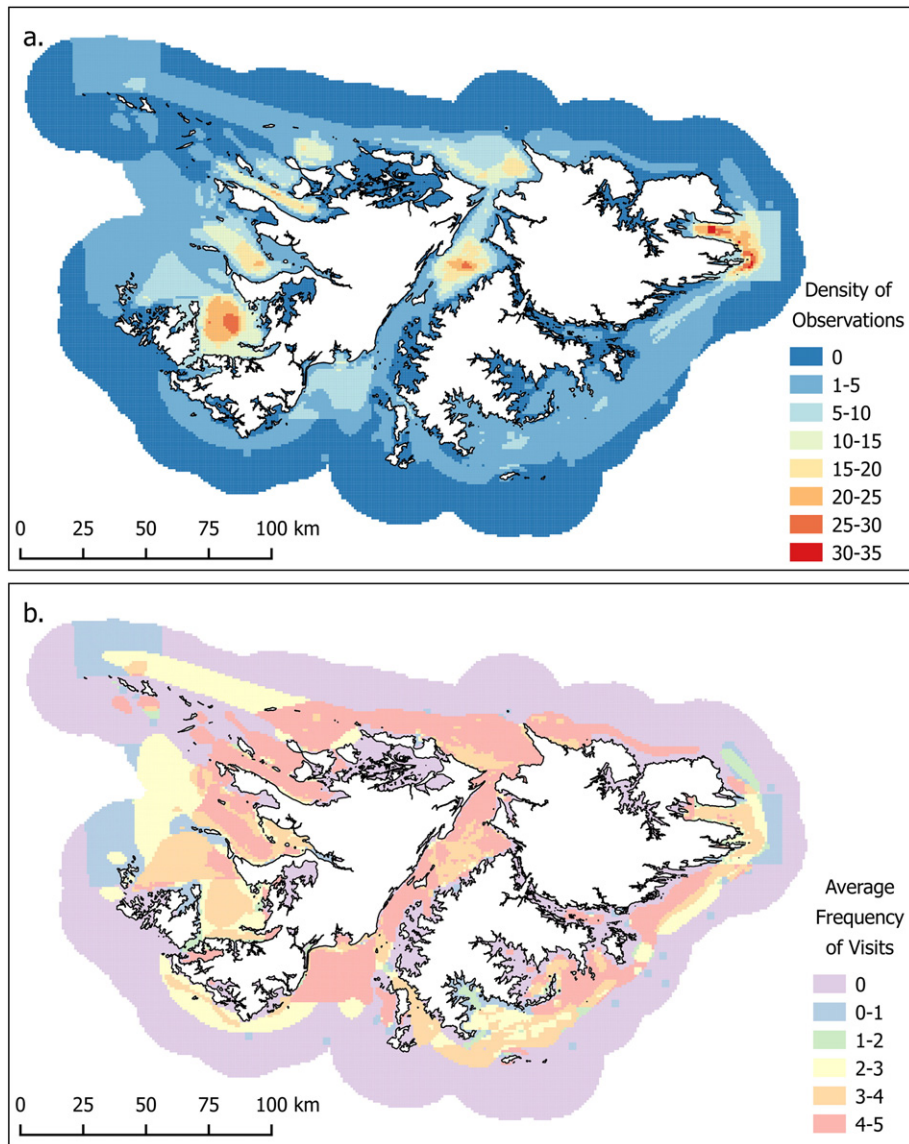 a.
Density of
Observations
0
1-5
5-10
10-15
15-20
20-25
25-30
30-35
0 25 50 75 100 km
b.
Average
Frequency
of Visits
0
0-1
1-2
2-3
3-4
4-5
0 25 50 75 100 km